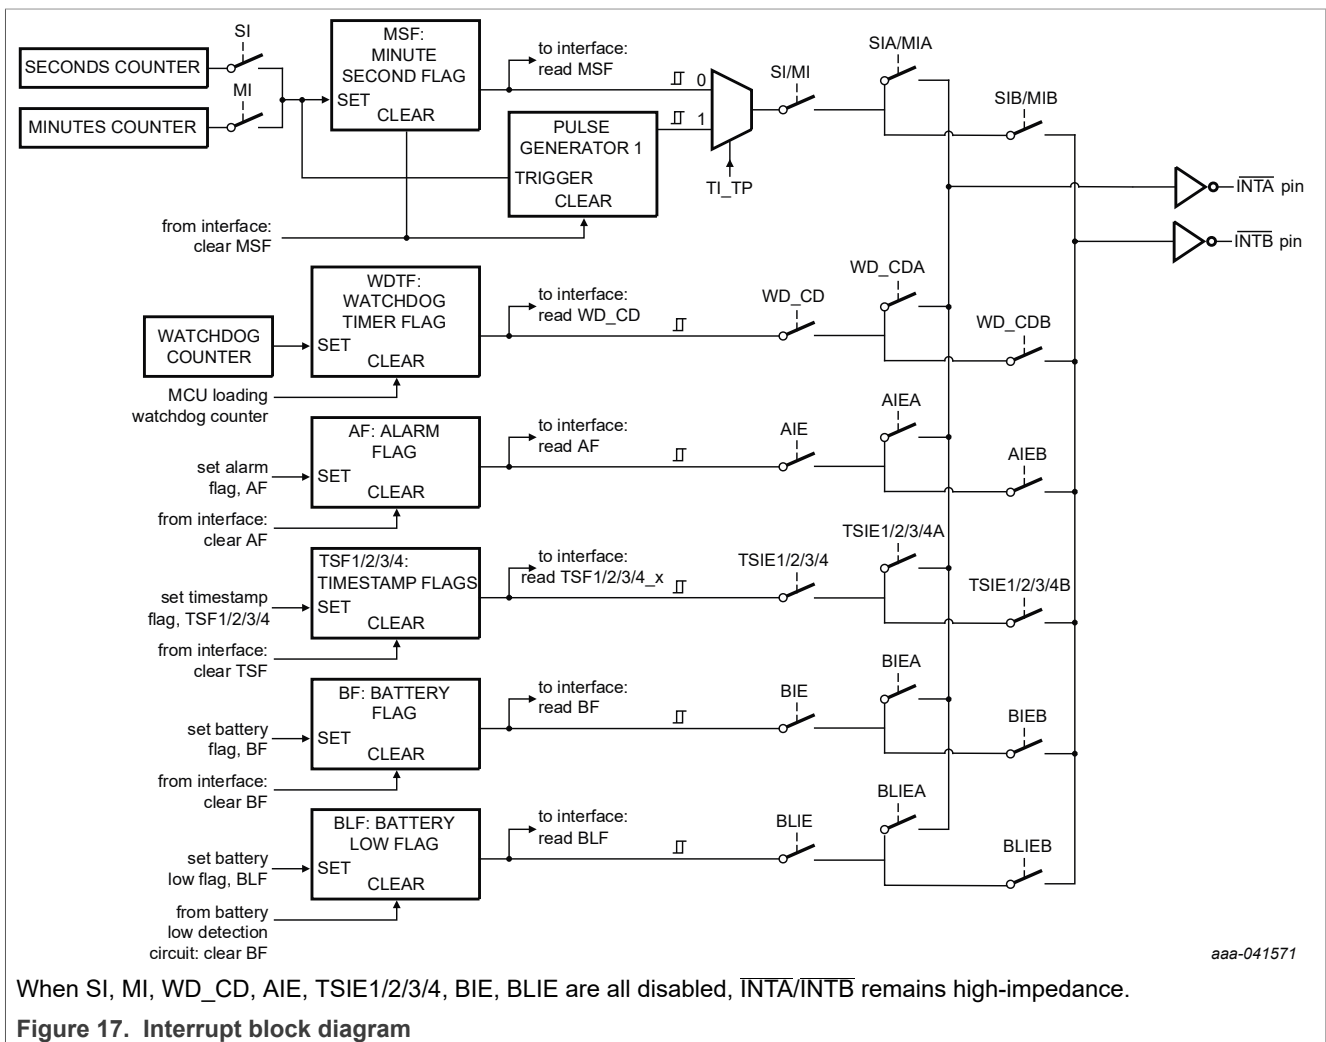 SI
SECONDS COUNTER
MI
MINUTES COUNTER
MSF:
MINUTE
SECOND FLAG
SET
CLEAR
to interface:
read MSF
PULSE
GENERATOR 1
TRIGGER
CLEAR
0
1
TI_TP
SI/MI
SIA/MIA
SIB/MIB
INTA pin
INTB pin
from interface:
clear MSF
WDTF:
WATCHDOG
TIMER FLAG
SET
CLEAR
WATCHDOG
COUNTER
MCU loading
watchdog counter
to interface:
read WD_CD
WD_CD
WD_CDA
WD_CDB
AF: ALARM
FLAG
SET
CLEAR
set alarm
flag, AF
from interface:
clear AF
to interface:
read AF
AIE
AIEA
AIEB
TSF1/2/3/4:
TIMESTAMP FLAGS
SET
CLEAR
set timestamp
flag, TSF1/2/3/4
from interface:
clear TSF
to interface:
read TSF1/2/3/4_x
TSIE1/2/3/4
TSIE1/2/3/4A
TSIE1/2/3/4B
BF: BATTERY
FLAG
SET
CLEAR
set battery
flag, BF
from interface:
clear BF
to interface:
read BF
BIE
BIEA
BIEB
BLF: BATTERY
LOW FLAG
SET
CLEAR
set battery
low flag, BLF
from battery
low detection
circuit: clear BF
to interface:
read BLF
BLIE
BLIEA
BLIEB
aaa-041571
When SI, MI, WD_CD, AIE, TSIE1/2/3/4, BIE, BLIE are all disabled, INTA/INTB remains high-impedance.
Figure 17. Interrupt block diagram